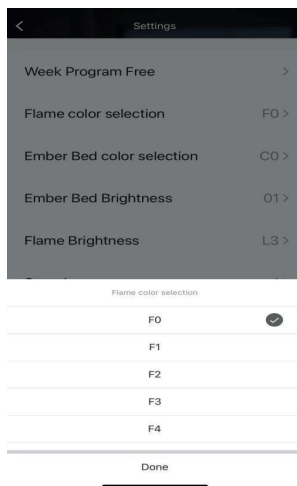 Settings
Week Program Free
Flame color selection F0
Ember Bed color selection C0
Ember Bed Brightness 01
Flame Brightness L3
Flame color selection
F0
F1
F2
F3
F4
Done